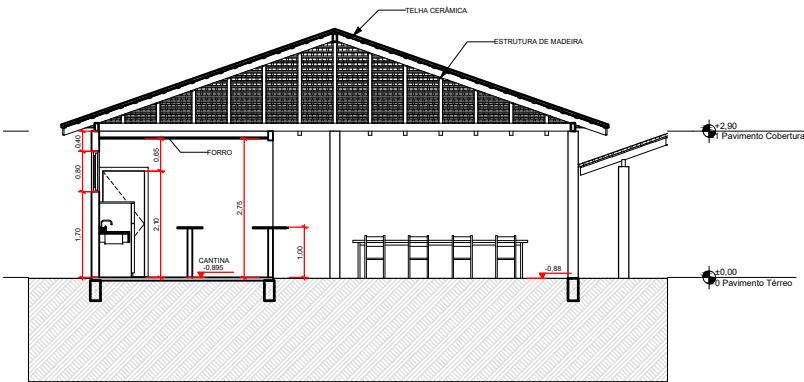 TELHA CERÂMICA
ESTRUTURA DE MADEIRA
+2,90
1 Pavimento Cobertura
0,40
0,65
FORRO
0,80
2,10
2,75
1,70
1,00
CANTINA
-0,895
-0,88
±0,00
0 Pavimento Térreo